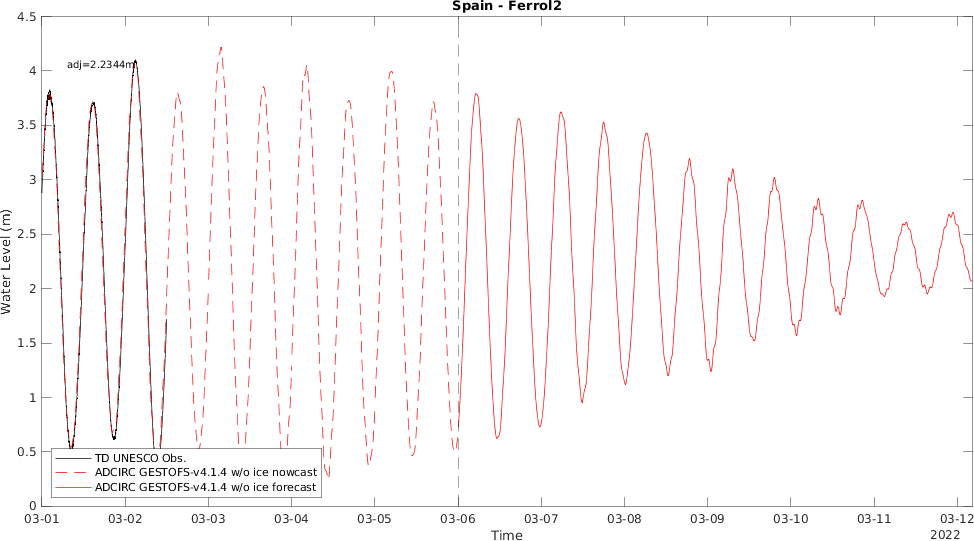 Spain - Ferrol2
4.5
4
3.5
3
2.5
2
1.5
1
0.5
0
Water Level (m)
adj=2.2344m
TD UNESCO Obs.
ADCIRC GESTOFS-v4.1.4 w/o ice nowcast
ADCIRC GESTOFS-v4.1.4 w/o ice forecast
03-01 03-02 03-03 03-04 03-05 03-06 03-07 03-08 03-09 03-10 03-11 03-12
Time
2022